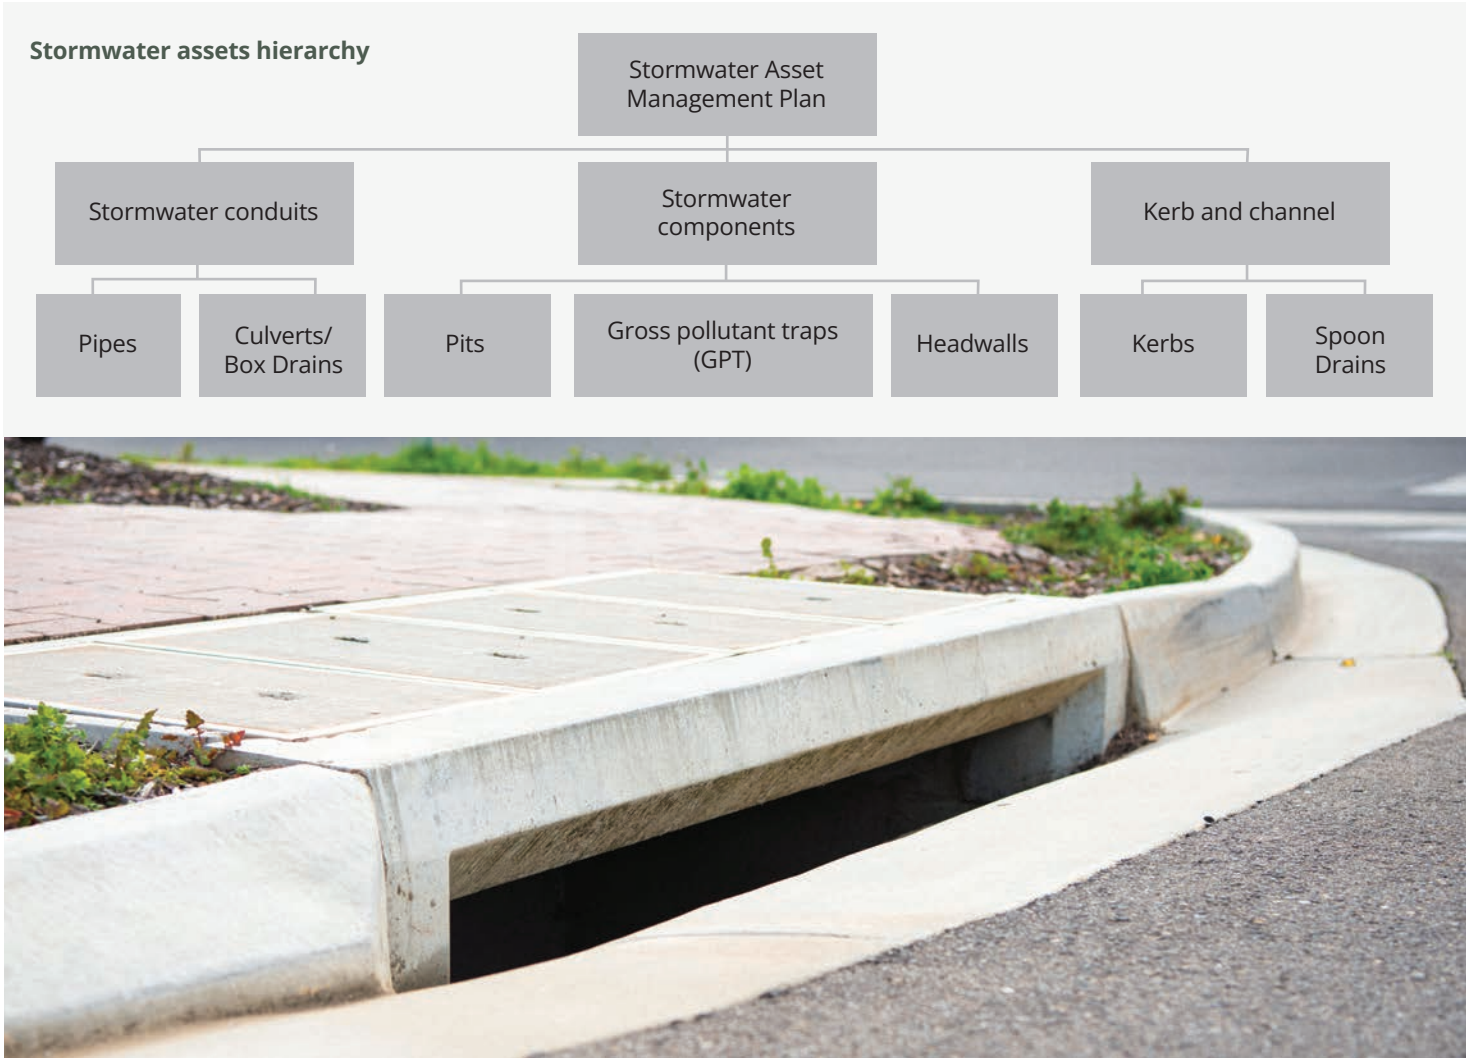 Stormwater assets hierarchy
Stormwater Asset
Management Plan
Stormwater conduits
Stormwater
components
Kerb and channel
Pipes
Culverts/
Box Drains
Pits
Gross pollutant traps
(GPT)
Headwalls
Kerbs
Spoon
Drains